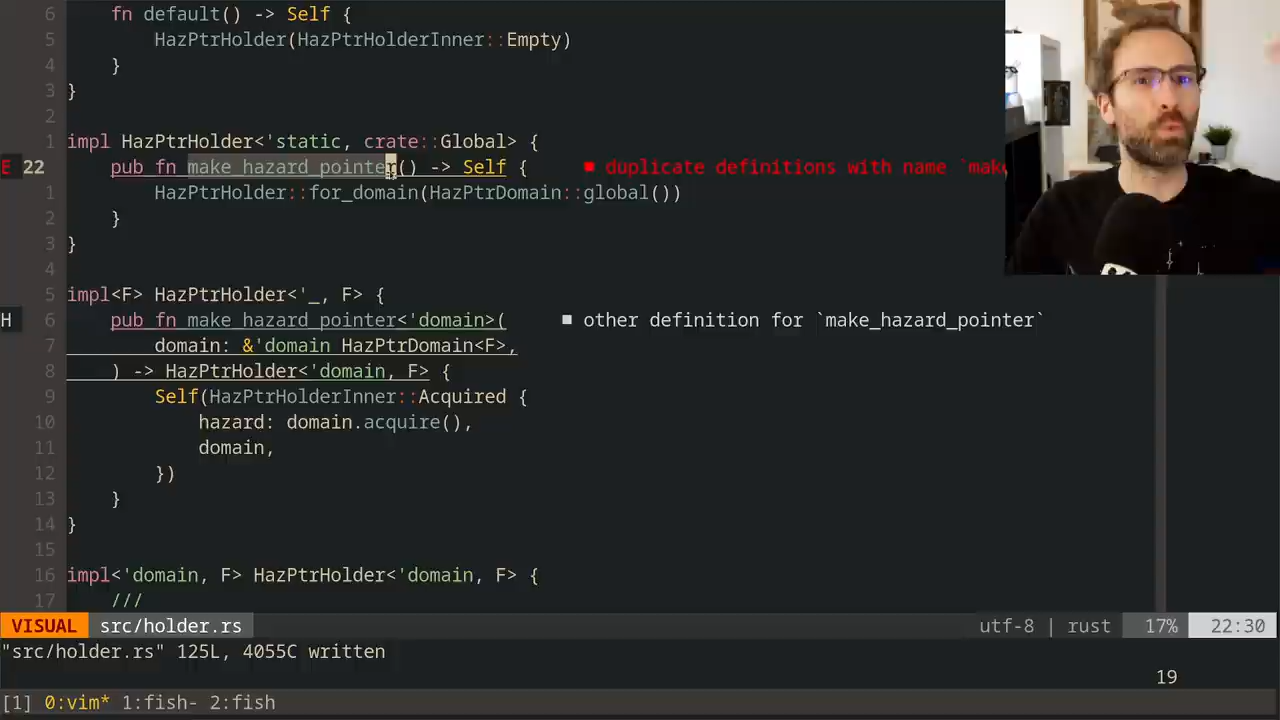 6 fn default() -> Self {
5 HazPtrHolder(HazPtrHolderInner::Empty)
4 }
3 }
2
1 impl HazPtrHolder<'static, crate::Global> {
E 22 pub fn make_hazard_pointer() -> Self { ■ duplicate definitions with name `make
1 HazPtrHolder::for_domain(HazPtrDomain::global())
2 }
3 }
4
5 impl<F> HazPtrHolder<'_, F> {
H 6 pub fn make_hazard_pointer<'domain>( ■ other definition for `make_hazard_pointer`
7 domain: &'domain HazPtrDomain<F>,
8 ) -> HazPtrHolder<'domain, F> {
9 Self(HazPtrHolderInner::Acquired {
10 hazard: domain.acquire(),
11 domain,
12 })
13 }
14 }
15
16 impl<'domain, F> HazPtrHolder<'domain, F> {
17 ///
VISUAL src/holder.rs utf-8 | rust 17% 22:30
"src/holder.rs" 125L, 4055C written
19
[1] 0:vim* 1:fish- 2:fish